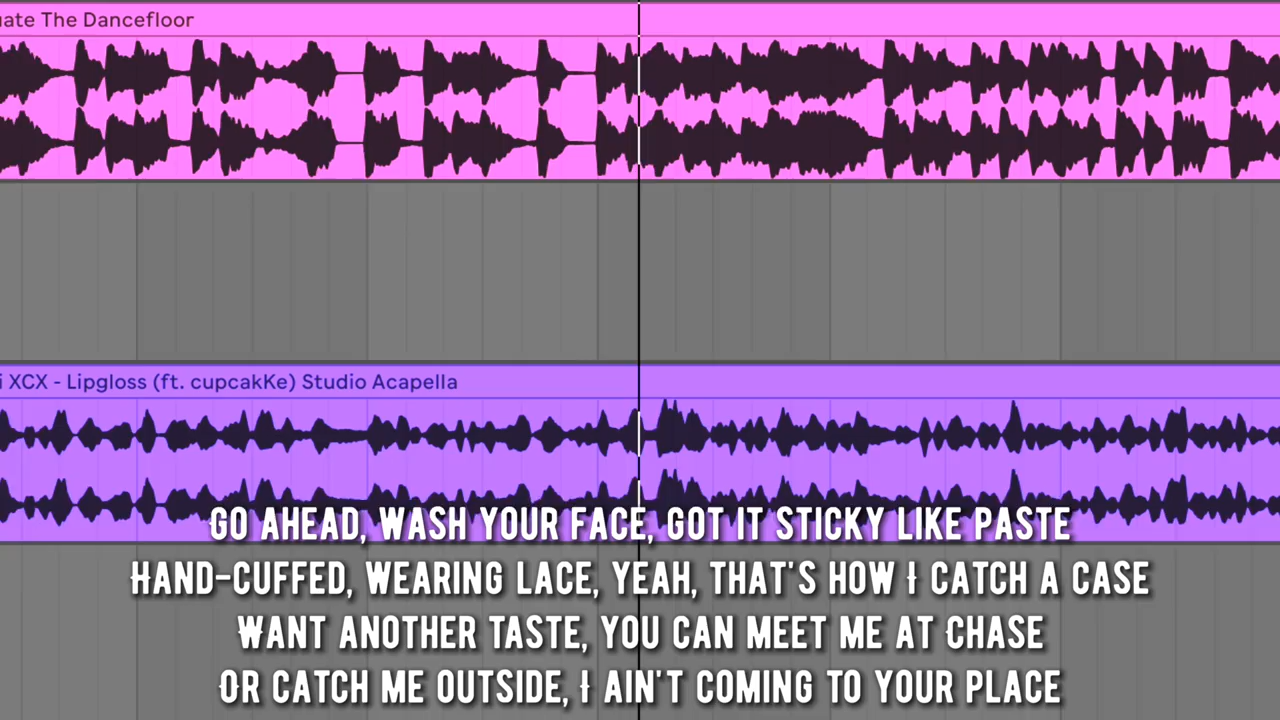 uate The Dancefloor
i XCX - Lipgloss (ft. cupcakKe) Studio Acapella
GO AHEAD, WASH YOUR FACE, GOT IT STICKY LIKE PASTE
HAND-CUFFED, WEARING LACE, YEAH, THAT'S HOW I CATCH A CASE
WANT ANOTHER TASTE, YOU CAN MEET ME AT CHASE
OR CATCH ME OUTSIDE, I AIN'T COMING TO YOUR PLACE